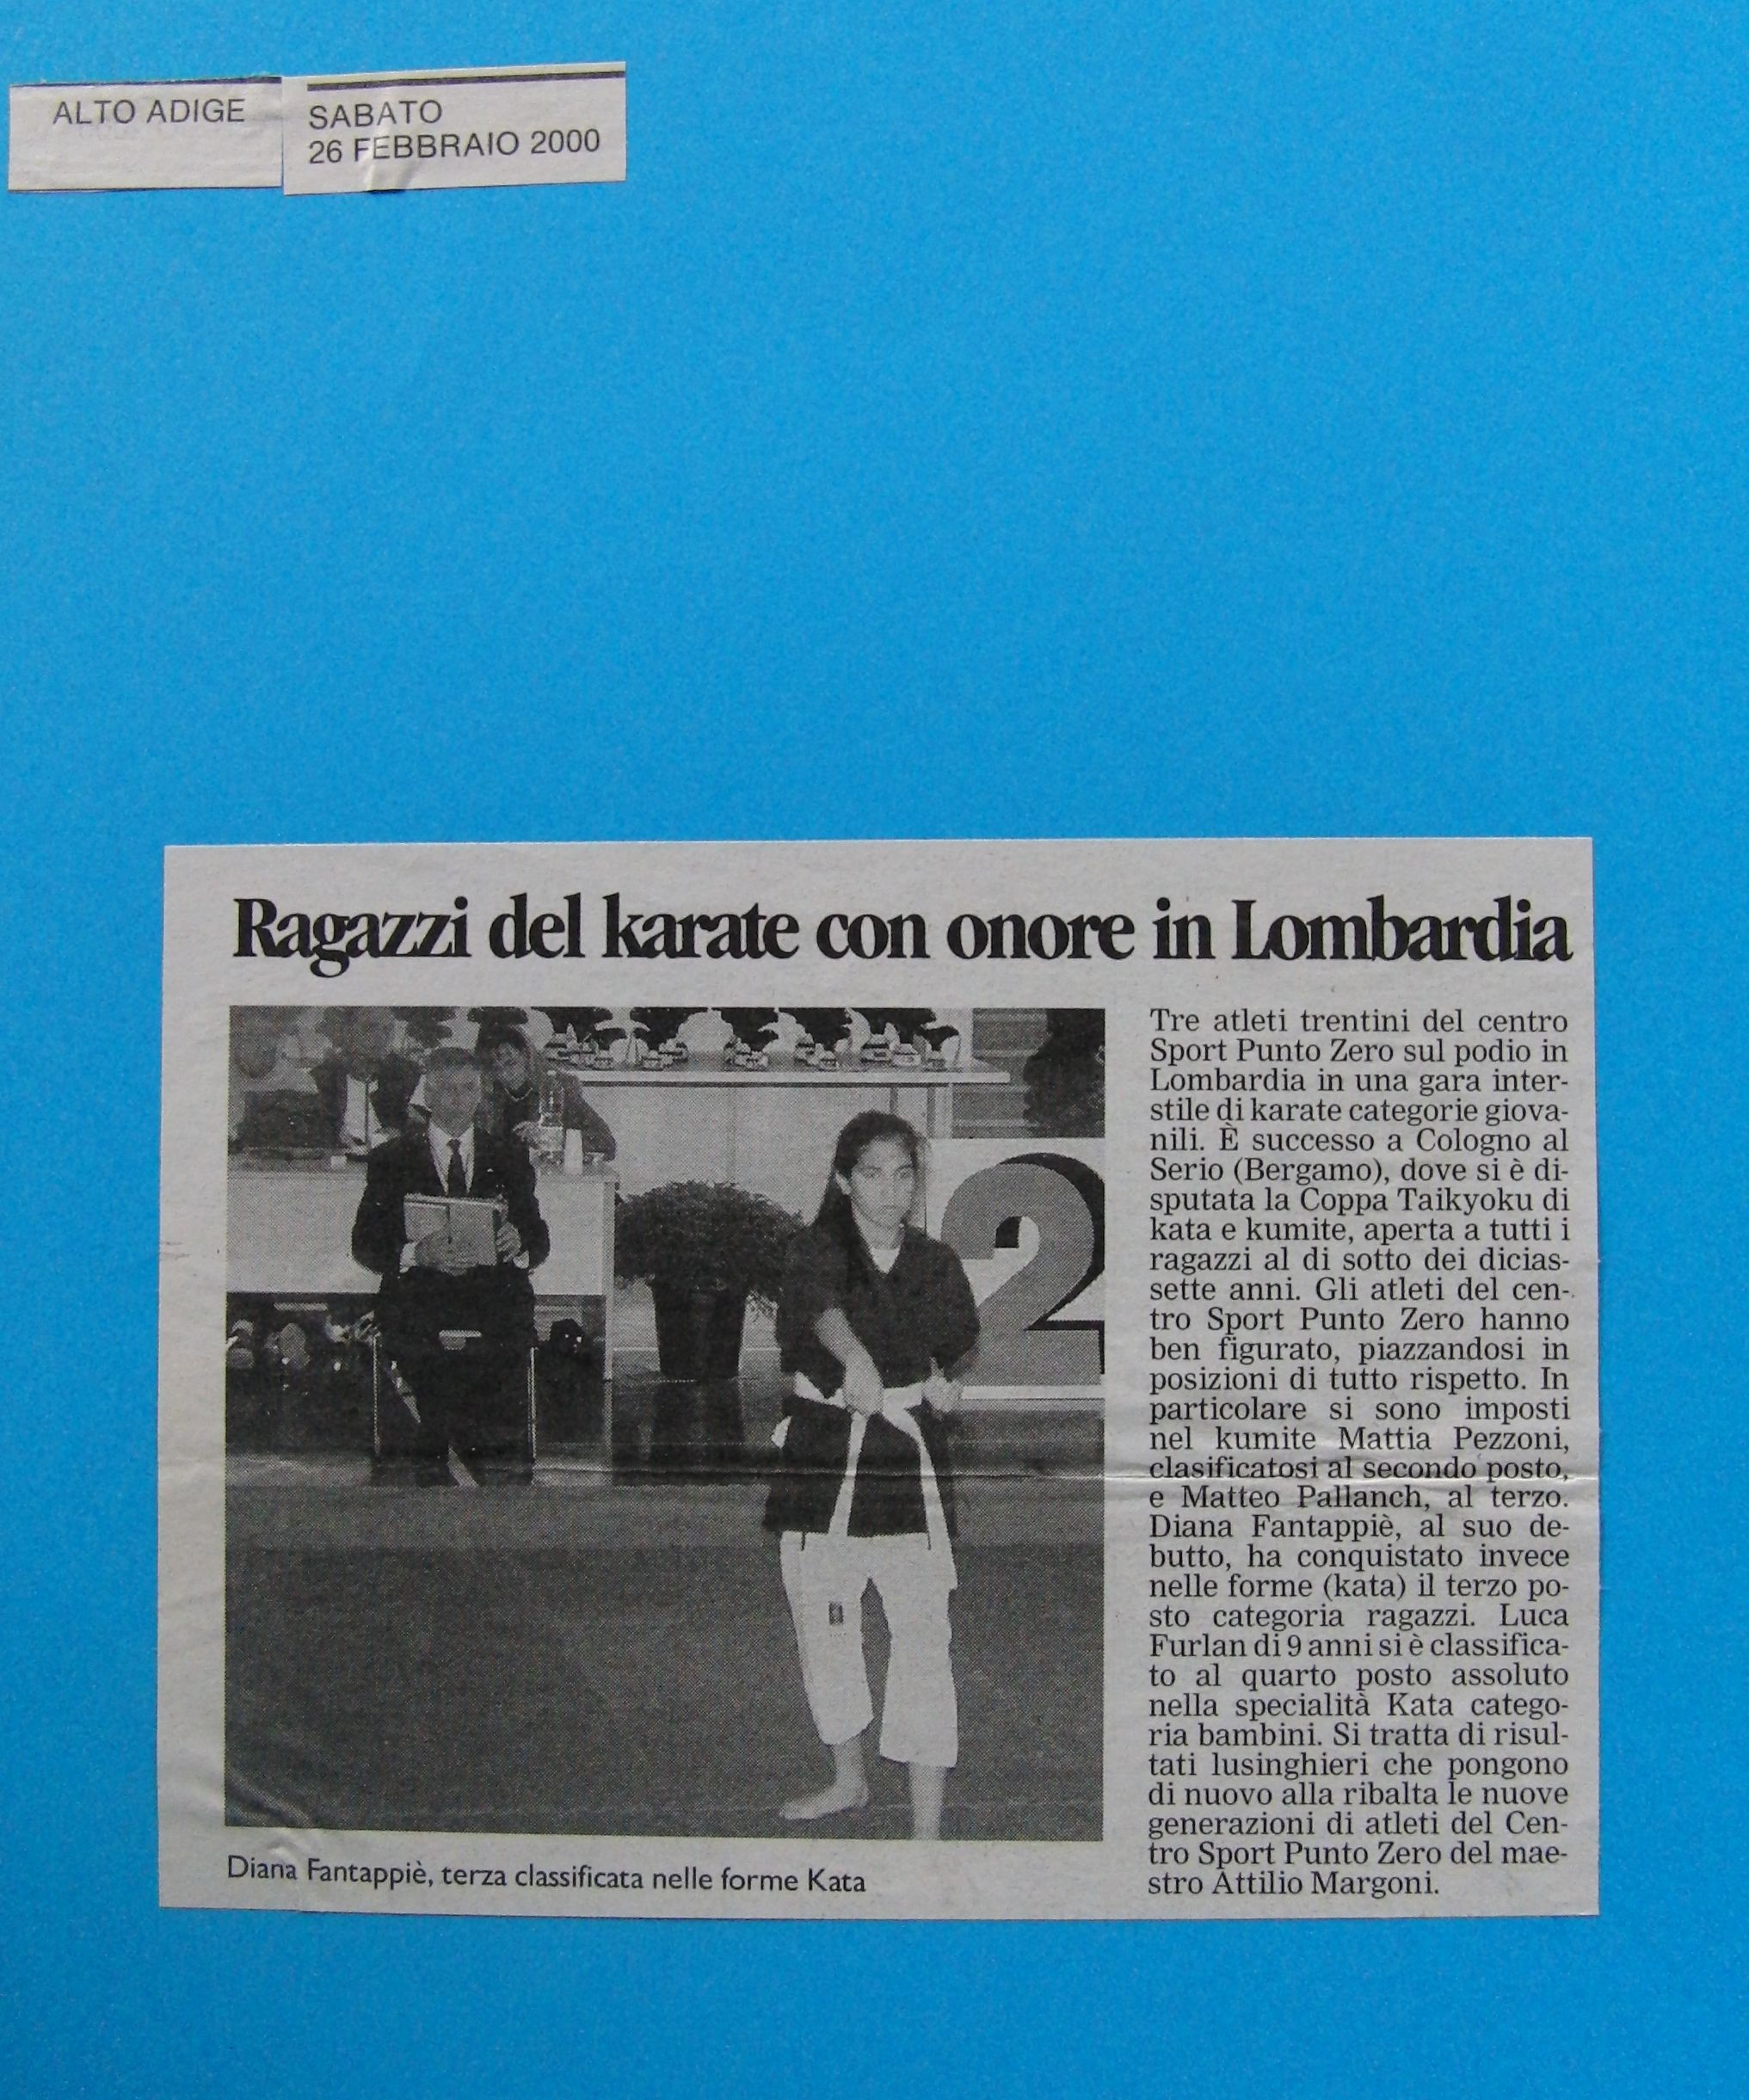 ALTO ADIGE
SABATO
26 FEBBRAIO 2000
Ragazzi del karate con onore in Lombardia
2
Diana Fantappiè, terza classificata nelle forme Kata
Tre atleti trentini del centro
Sport Punto Zero sul podio in
Lombardia in una gara inter-
stile di karate categorie giova-
nili. È successo a Cologno al
Serio (Bergamo), dove si è di-
sputata la Coppa Taikyoku di
kata e kumite, aperta a tutti i
ragazzi al di sotto dei dicias-
sette anni. Gli atleti del cen-
tro Sport Punto Zero hanno
ben figurato, piazzandosi in
posizioni di tutto rispetto. In
particolare si sono imposti
nel kumite Mattia Pezzoni,
clasificatosi al secondo posto,
e Matteo Pallanch, al terzo.
Diana Fantappiè, al suo de-
butto, ha conquistato invece
nelle forme (kata) il terzo po-
sto categoria ragazzi. Luca
Furlan di 9 anni si è classifica-
to al quarto posto assoluto
nella specialità Kata catego-
ria bambini. Si tratta di risul-
tati lusinghieri che pongono
di nuovo alla ribalta le nuove
generazioni di atleti del Cen-
tro Sport Punto Zero del mae-
stro Attilio Margoni.